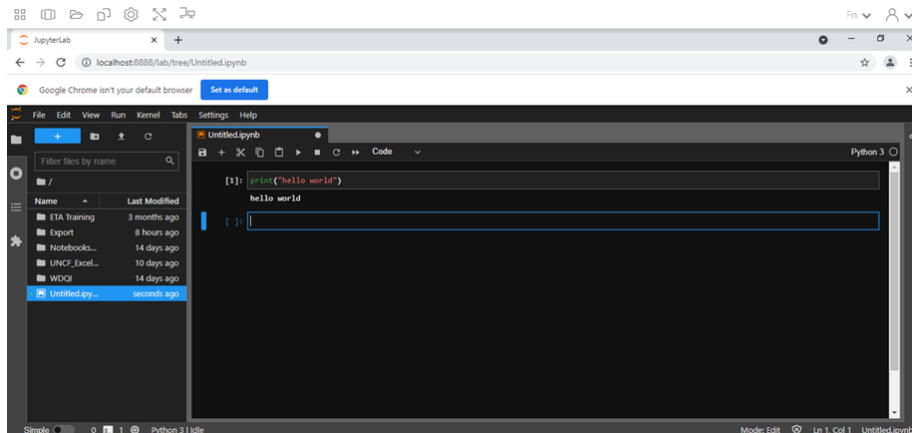 Fn
JupyterLab
localhost:8888/lab/tree/Untitled.ipynb
Google Chrome isn't your default browser Set as default
File Edit View Run Kernel Tabs Settings Help
Untitled.ipynb
Code Python 3
Filter files by name
/
Name Last Modified
ETA Training 3 months ago
Export 8 hours ago
Notebooks... 14 days ago
UNCF_Excel... 10 days ago
WDQI 14 days ago
Untitled.ipy... seconds ago
[1]: print("hello world")
hello world
[ ]:
Simple 0 1 Python 3 | Idle Mode: Edit Ln 1, Col 1 Untitled.ipynb